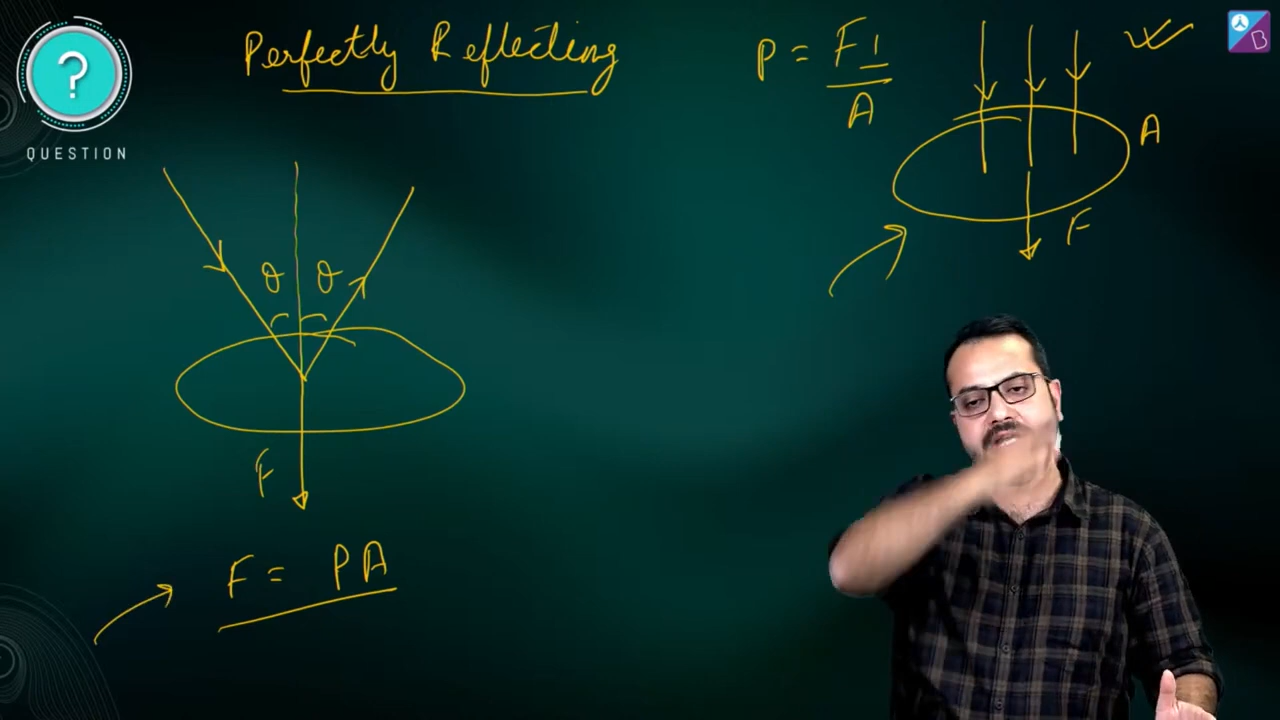 ?
QUESTION
Perfectly Reflecting
P = F⊥
A
A
F
θ θ
F
F = PA
B